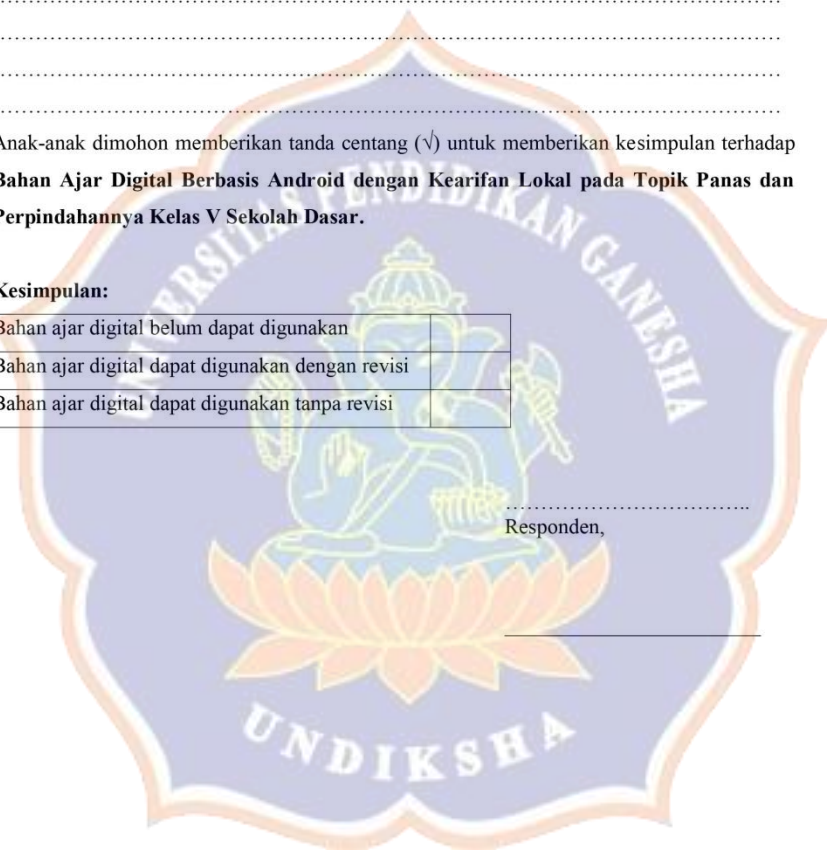 ………………………………………………………………………………………
………………………………………………………………………………………
………………………………………………………………………………………
………………………………………………………………………………………
Anak-anak dimohon memberikan tanda centang (√) untuk memberikan kesimpulan terhadap
Bahan Ajar Digital Berbasis Android dengan Kearifan Lokal pada Topik Panas dan
Perpindahannya Kelas V Sekolah Dasar.
Kesimpulan:
Bahan ajar digital belum dapat digunakan
Bahan ajar digital dapat digunakan dengan revisi
Bahan ajar digital dapat digunakan tanpa revisi
……………………………..
Responden,
UNIVERSITAS PENDIDIKAN GANESHA
UNDIKSHA